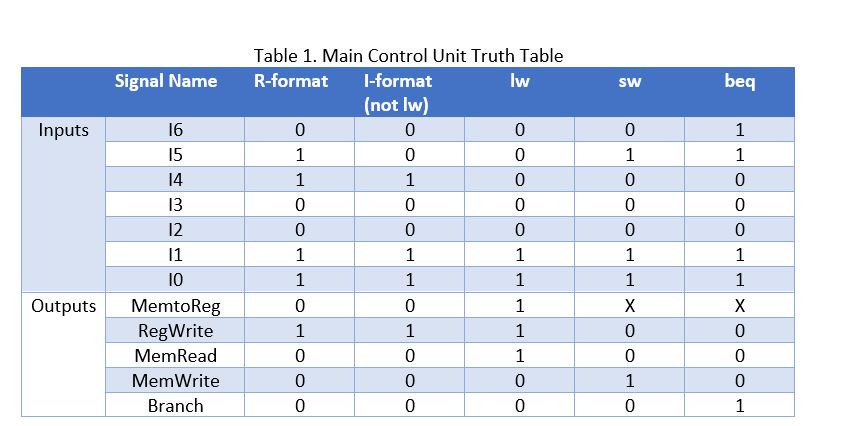 Table 1. Main Control Unit Truth Table
Signal Name R-format I-format lw sw beq
(not lw)
Inputs I6 0 0 0 0 1
I5 1 0 0 1 1
I4 1 1 0 0 0
I3 0 0 0 0 0
I2 0 0 0 0 0
I1 1 1 1 1 1
I0 1 1 1 1 1
Outputs MemtoReg 0 0 1 X X
RegWrite 1 1 1 0 0
MemRead 0 0 1 0 0
MemWrite 0 0 0 1 0
Branch 0 0 0 0 1